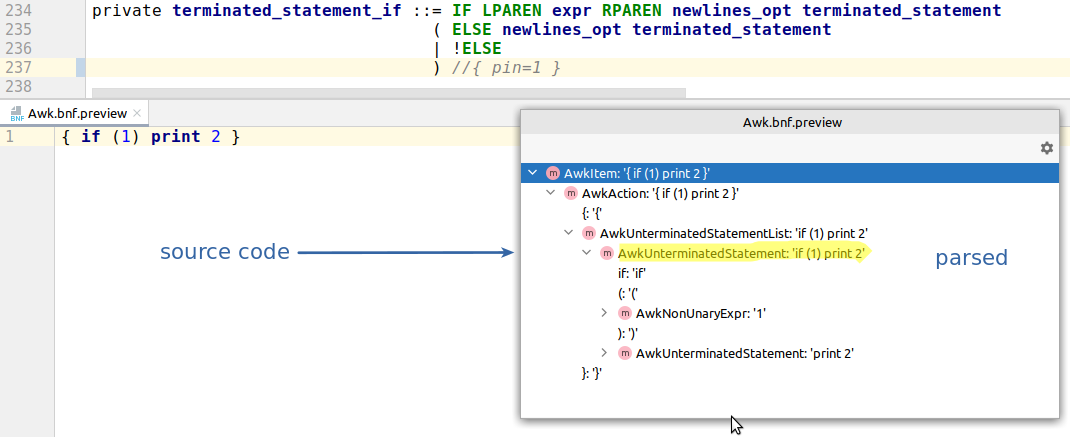 234 private terminated_statement_if ::= IF LPAREN expr RPAREN newlines_opt terminated_statement
235 ( ELSE newlines_opt terminated_statement
236 | !ELSE
237 ) //{ pin=1 }
238
BNF Awk.bnf.preview
1 { if (1) print 2 }
Awk.bnf.preview
m AwkItem: '{ if (1) print 2 }'
m AwkAction: '{ if (1) print 2 }'
{: '{'
m AwkUnterminatedStatementList: 'if (1) print 2'
m AwkUnterminatedStatement: 'if (1) print 2'
if: 'if'
(: '('
m AwkNonUnaryExpr: '1'
): ')'
m AwkUnterminatedStatement: 'print 2'
}: '}'
source code
parsed